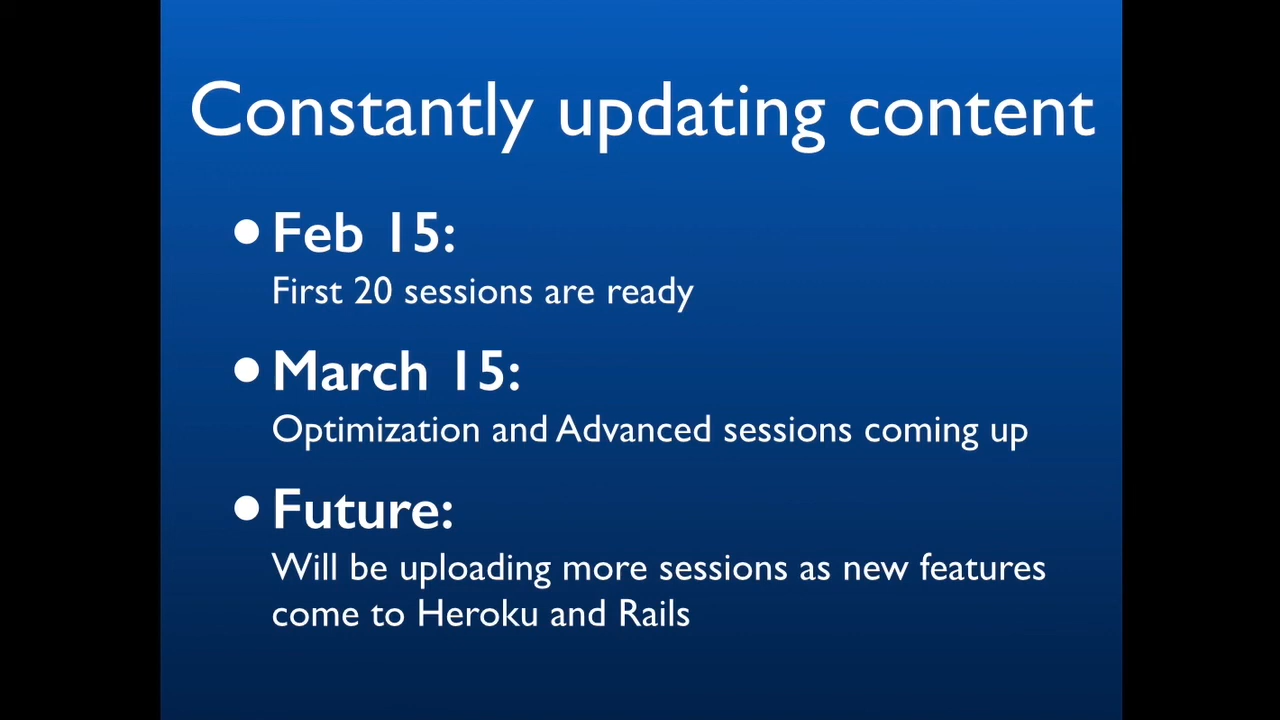 Constantly updating content
• Feb 15:
First 20 sessions are ready
• March 15:
Optimization and Advanced sessions coming up
• Future:
Will be uploading more sessions as new features
come to Heroku and Rails